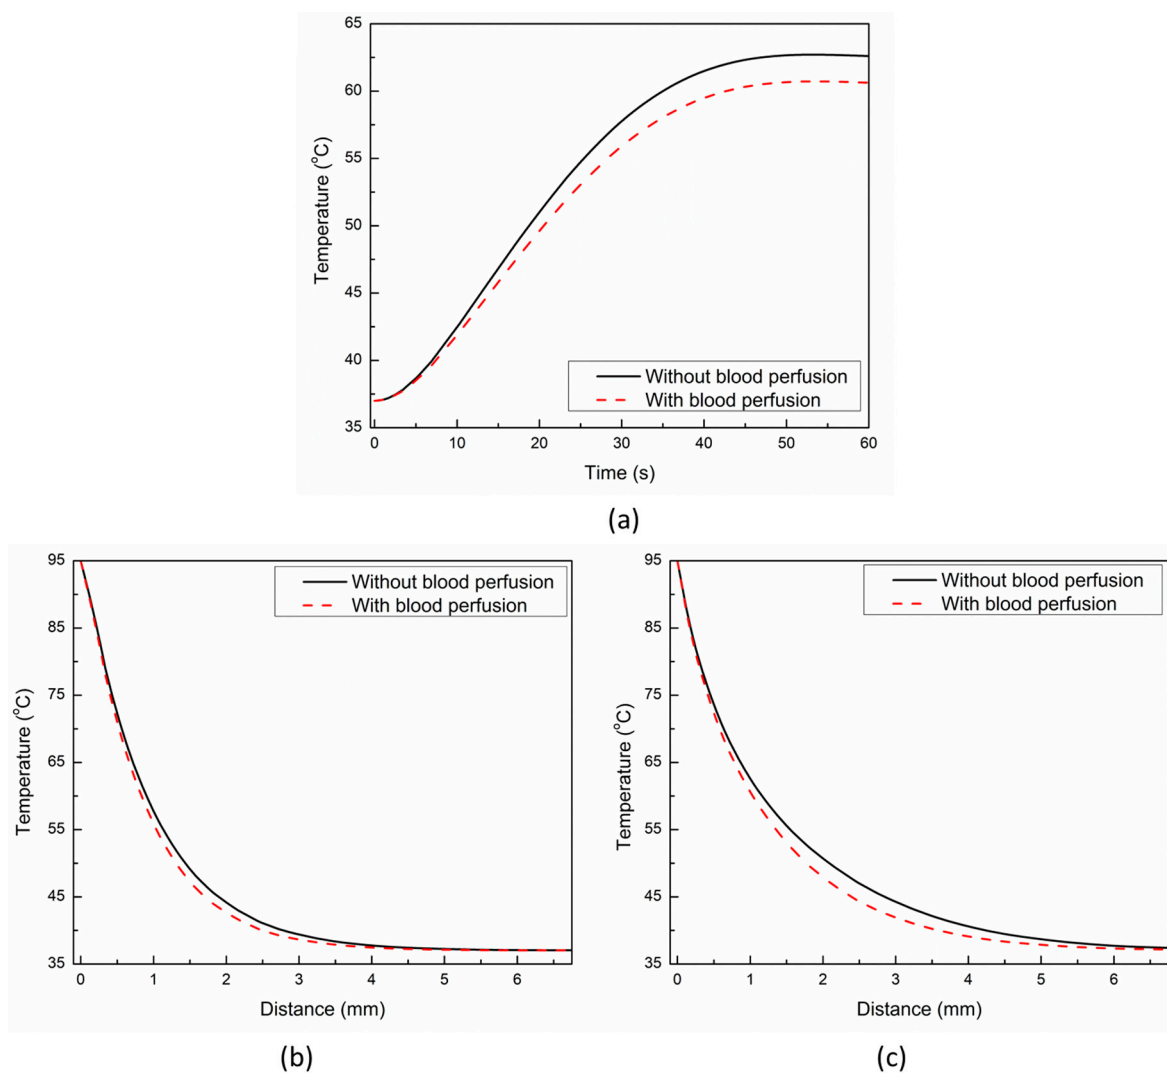 65
60
55
50
45
40
35
Temperature (°C)
Without blood perfusion
With blood perfusion
0 10 20 30 40 50 60
Time (s)
(a)
95
85
75
65
55
45
35
Temperature (°C)
Without blood perfusion
With blood perfusion
0 1 2 3 4 5 6
Distance (mm)
(b)
95
85
75
65
55
45
35
Temperature (°C)
Without blood perfusion
With blood perfusion
0 1 2 3 4 5 6
Distance (mm)
(c)